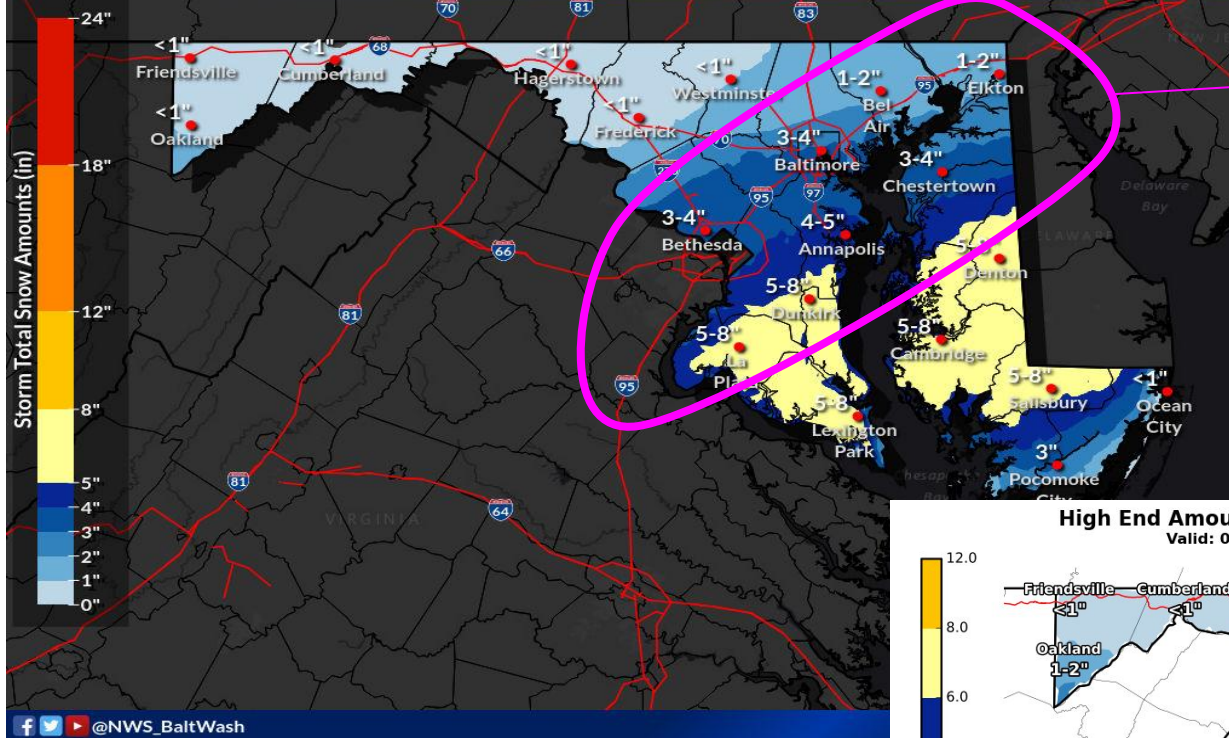 24"
18"
12"
8"
5"
4"
3"
2"
1"
0"
Storm Total Snow Amounts (in)
70
81
83
NEW J
<1"
Friendsville
<1"
Cumberland
68
<1"
Hagerstown
<1"
Westminster
1-2"
Bel
Air
95
1-2"
Elkton
<1"
Oakland
<1"
Frederick
70
3-4"
Baltimore
3-4"
Chestertown
Delaware
Bay
95
97
3-4"
Bethesda
4-5"
Annapolis
DELAWARE
Denton
66
81
5-8"
Dunkirk
5-8"
La
Plata
5-8"
Cambridge
95
5-8"
Lexington
Park
5-8"
Salisbury
<1"
Ocean
City
3"
Pocomoke
City
81
64
VIRGINIA
High End Amou
Valid: 0
12.0
8.0
6.0
Friendsville
<1"
Cumberland
<1"
Oakland
1-2"
@NWS_BaltWash